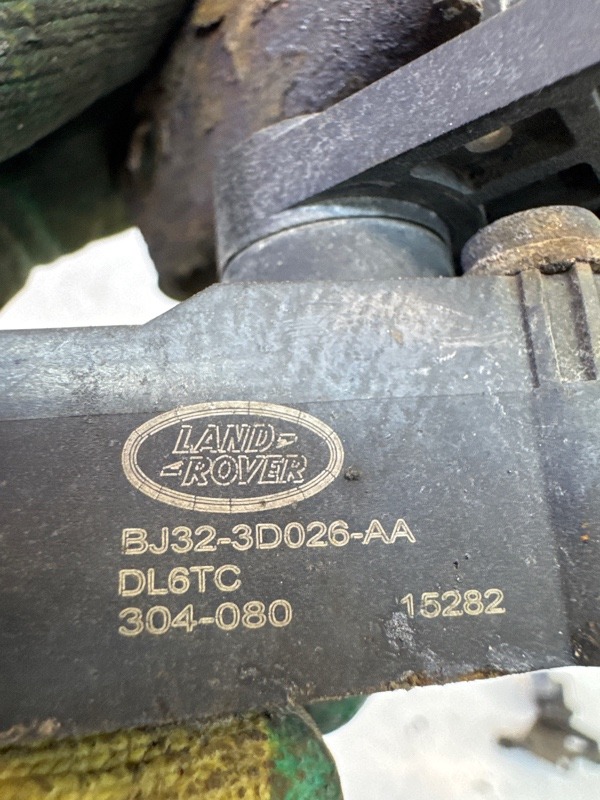 LAND-
-ROVER
BJ32-3D026-AA
DL6TC
304-080 15282